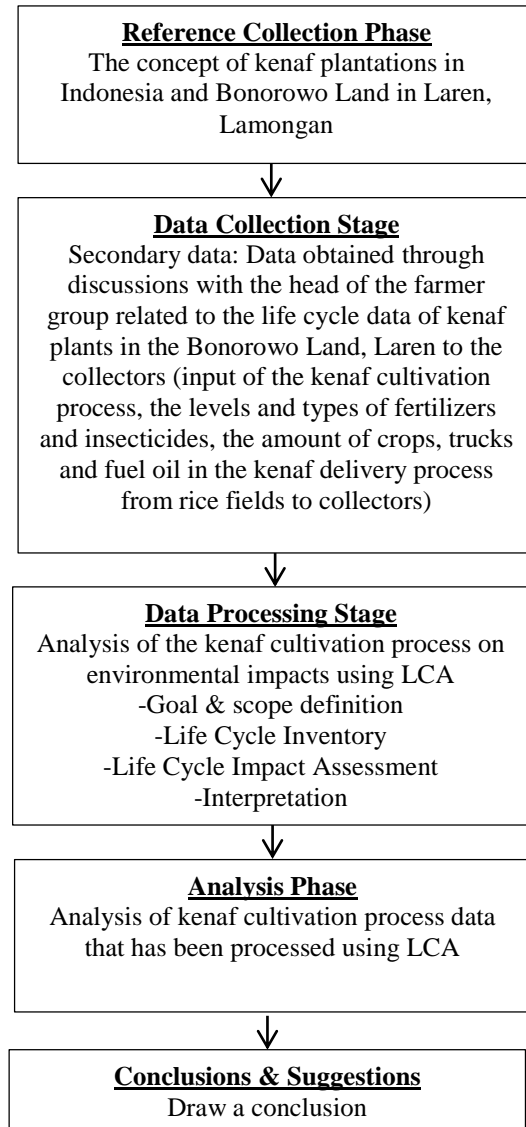 Reference Collection Phase
The concept of kenaf plantations in
Indonesia and Bonorowo Land in Laren,
Lamongan
Data Collection Stage
Secondary data: Data obtained through
discussions with the head of the farmer
group related to the life cycle data of kenaf
plants in the Bonorowo Land, Laren to the
collectors (input of the kenaf cultivation
process, the levels and types of fertilizers
and insecticides, the amount of crops, trucks
and fuel oil in the kenaf delivery process
from rice fields to collectors)
Data Processing Stage
Analysis of the kenaf cultivation process on
environmental impacts using LCA
-Goal & scope definition
-Life Cycle Inventory
-Life Cycle Impact Assessment
-Interpretation
Analysis Phase
Analysis of kenaf cultivation process data
that has been processed using LCA
Conclusions & Suggestions
Draw a conclusion